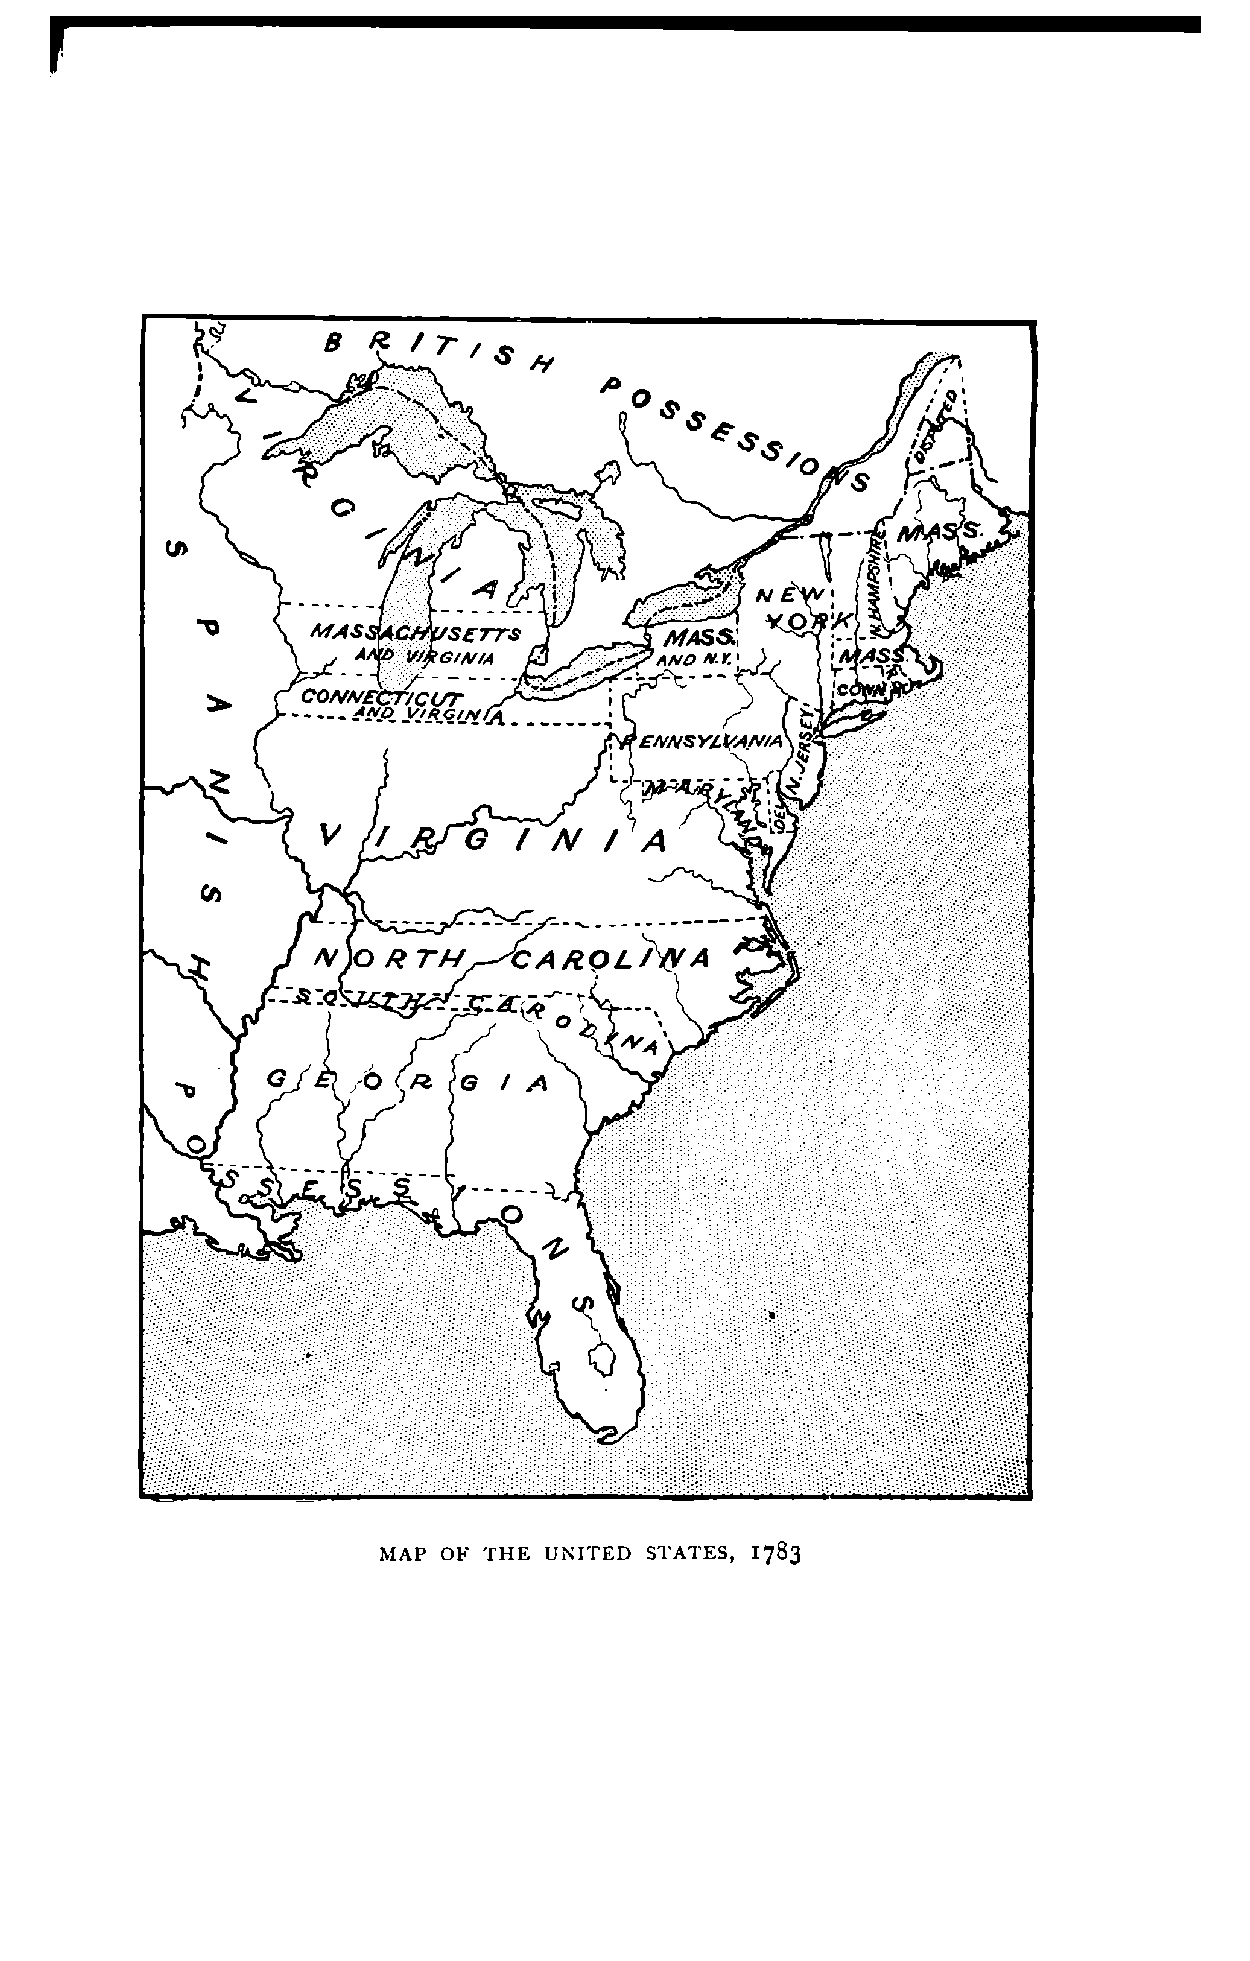 BRITISH POSSESSIONS
VIRGINIA
DISPUTED
MASS.
N. HAMPSHIRE
NEW
YORK
MASSACHUSETTS
AND VIRGINIA
MASS.
AND N.Y.
MASS.
CONNECTICUT
AND VIRGINIA
CONN.
R.I.
PENNSYLVANIA
N. JERSEY
MARYLAND
DEL.
VIRGINIA
NORTH CAROLINA
SOUTH CAROLINA
GEORGIA
SPANISH POSSESSIONS
MAP OF THE UNITED STATES, 1783